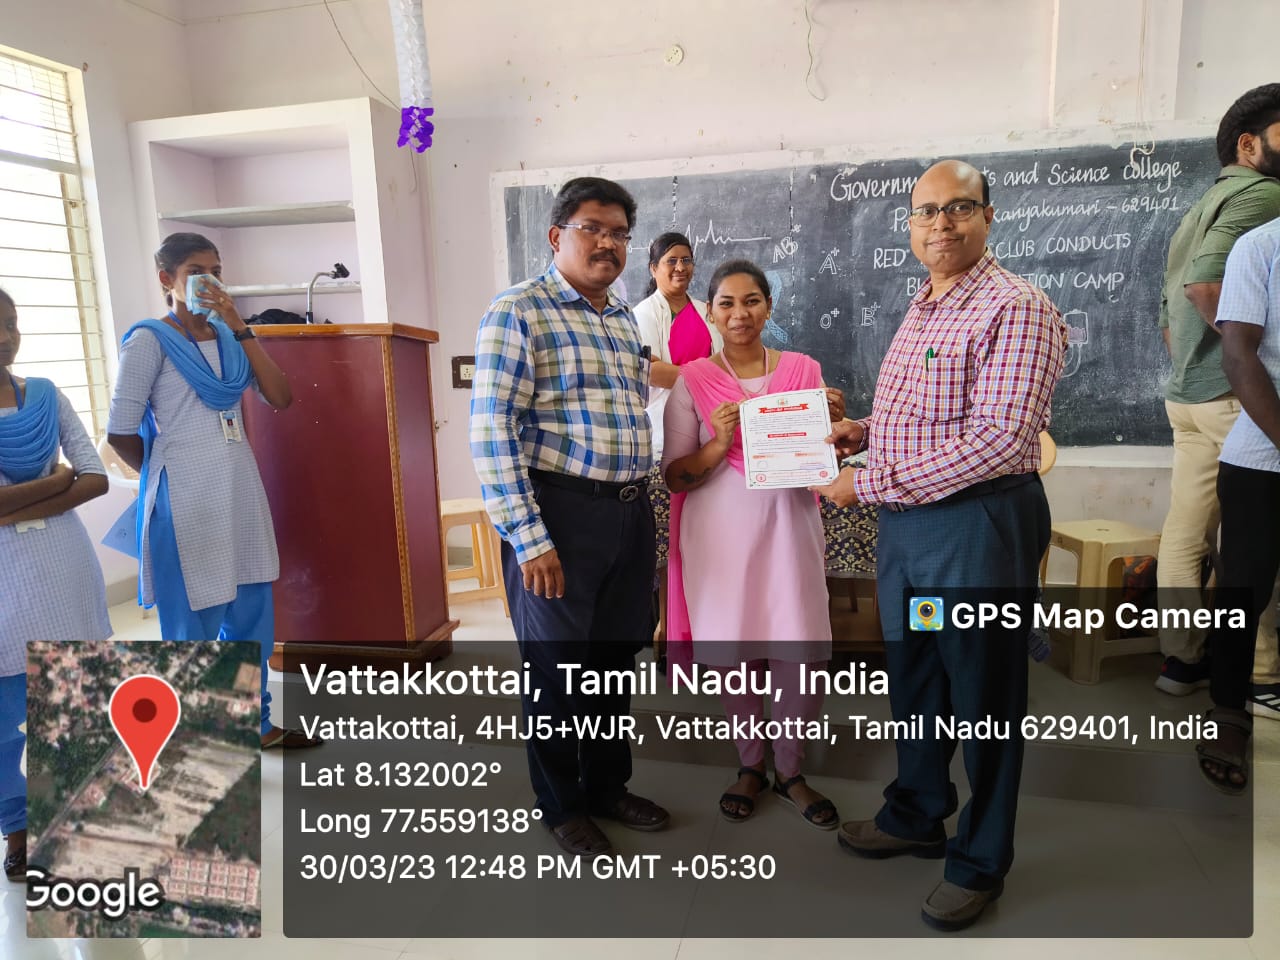 Governm ts and Science college
Kanyakumari - 629401
RED CLUB CONDUCTS
TION CAMP
AB+
A+
O+
B+
GPS Map Camera
Vattakkottai, Tamil Nadu, India
Vattakottai, 4HJ5+WJR, Vattakkottai, Tamil Nadu 629401, India
Lat 8.132002°
Long 77.559138°
30/03/23 12:48 PM GMT +05:30
Google